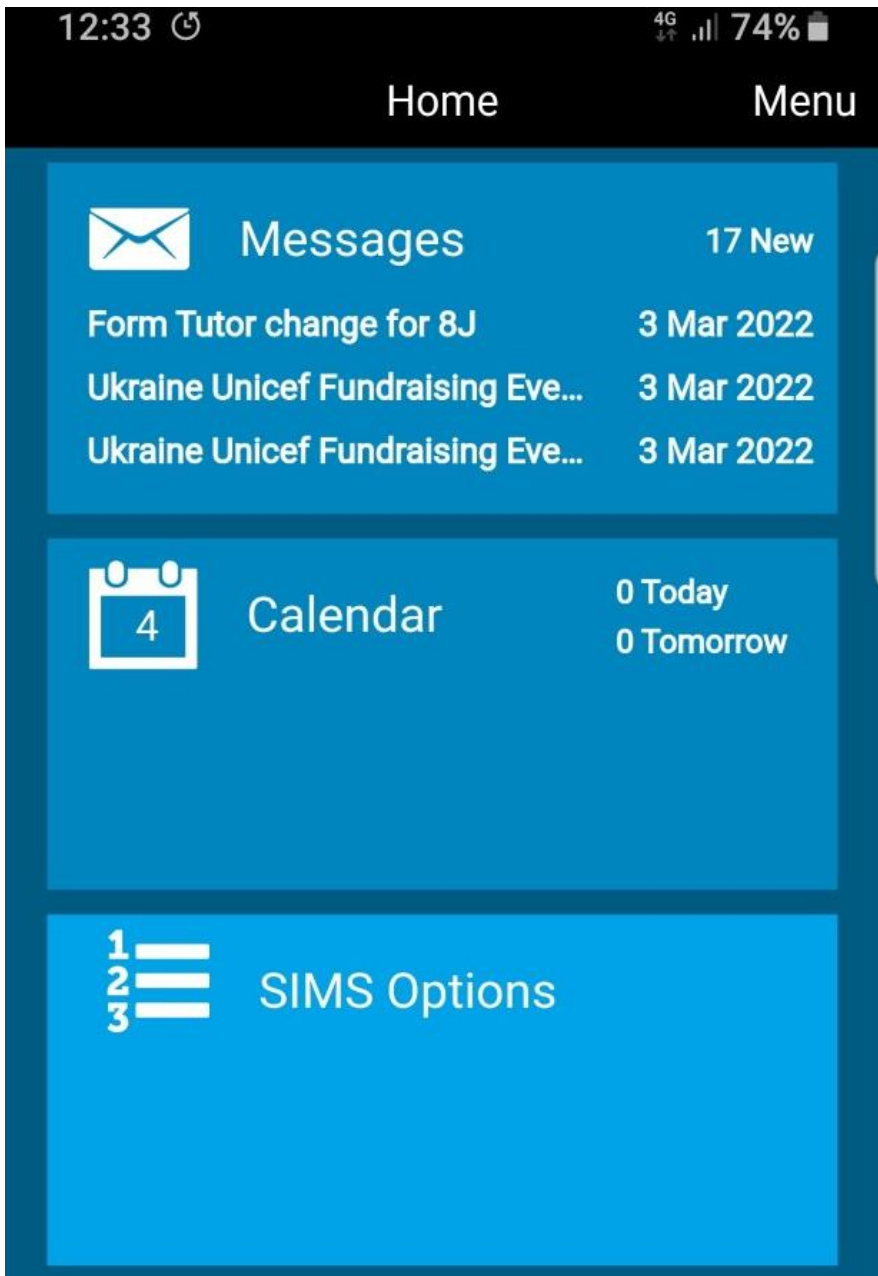 12:33 4G 74%
Home Menu
Messages 17 New
Form Tutor change for 8J 3 Mar 2022
Ukraine Unicef Fundraising Eve... 3 Mar 2022
Ukraine Unicef Fundraising Eve... 3 Mar 2022
4 Calendar 0 Today
0 Tomorrow
1
2 SIMS Options
3